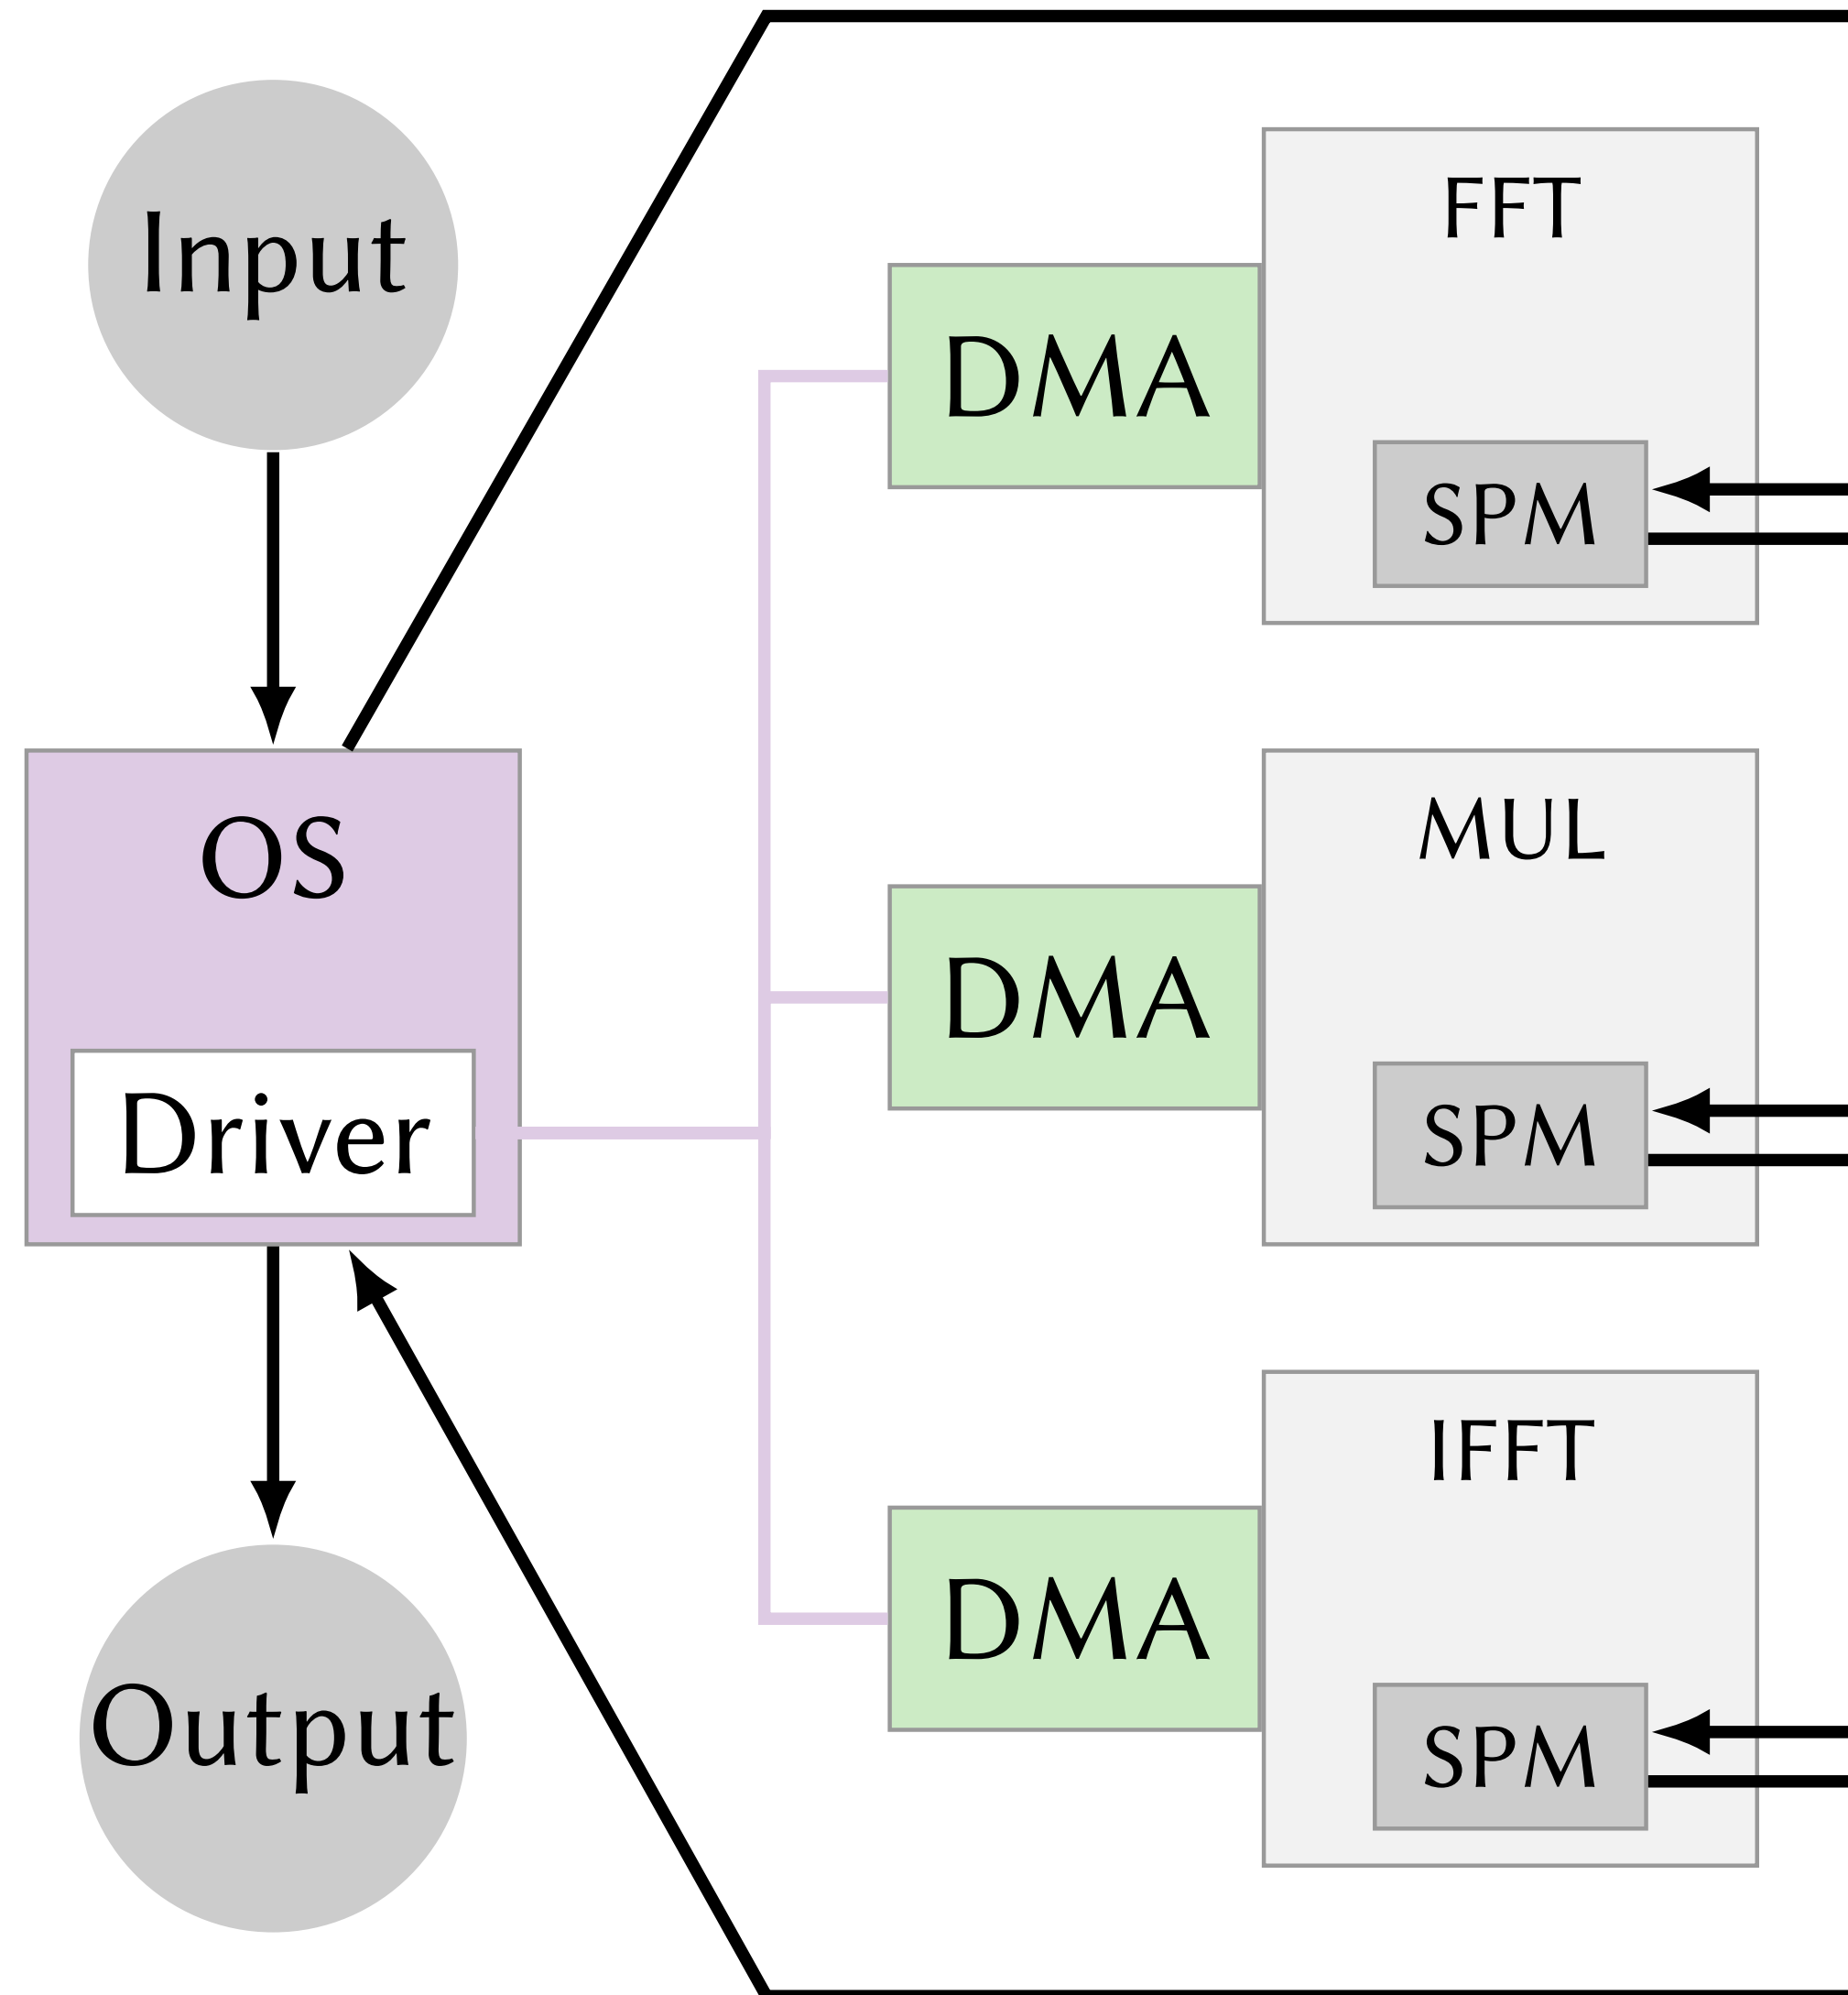 Input
OS
Driver
Output
DMA
FFT
SPM
DMA
MUL
SPM
DMA
IFFT
SPM